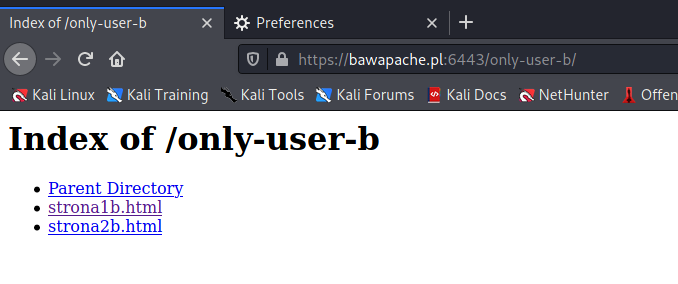 Index of /only-user-b
Preferences
https://bawapache.pl:6443/only-user-b/
Kali Linux Kali Training Kali Tools Kali Forums Kali Docs NetHunter Offen
Index of /only-user-b
Parent Directory
strona1b.html
strona2b.html